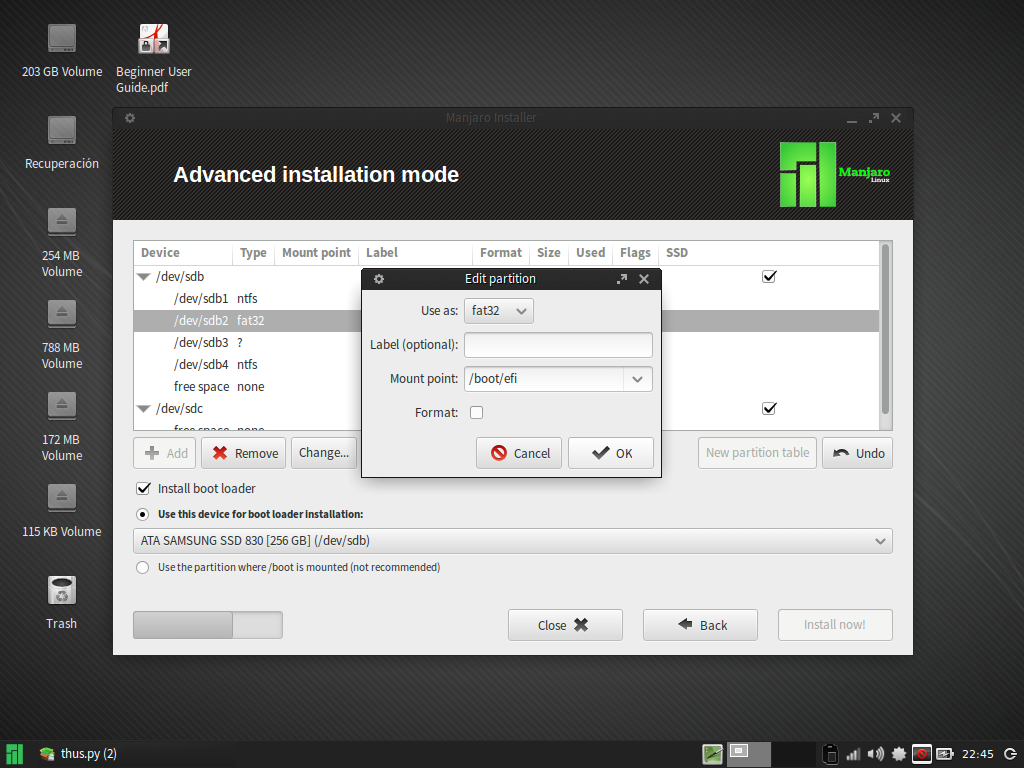 203 GB Volume
Beginner User
Guide.pdf
Recuperación
254 MB
Volume
788 MB
Volume
172 MB
Volume
115 KB Volume
Trash
Manjaro Installer
Advanced installation mode
Manjaro
Linux
Device Type Mount point Label Format Size Used Flags SSD
/dev/sdb
/dev/sdb1 ntfs
/dev/sdb2 fat32
/dev/sdb3 ?
/dev/sdb4 ntfs
free space none
/dev/sdc
free space none
Edit partition
Use as: fat32
Label (optional):
Mount point: /boot/efi
Format:
Cancel OK
Add Remove Change... New partition table Undo
Install boot loader
Use this device for boot loader installation:
ATA SAMSUNG SSD 830 [256 GB] (/dev/sdb)
Use the partition where /boot is mounted (not recommended)
Close Back Install now!
thus.py (2)
22:45